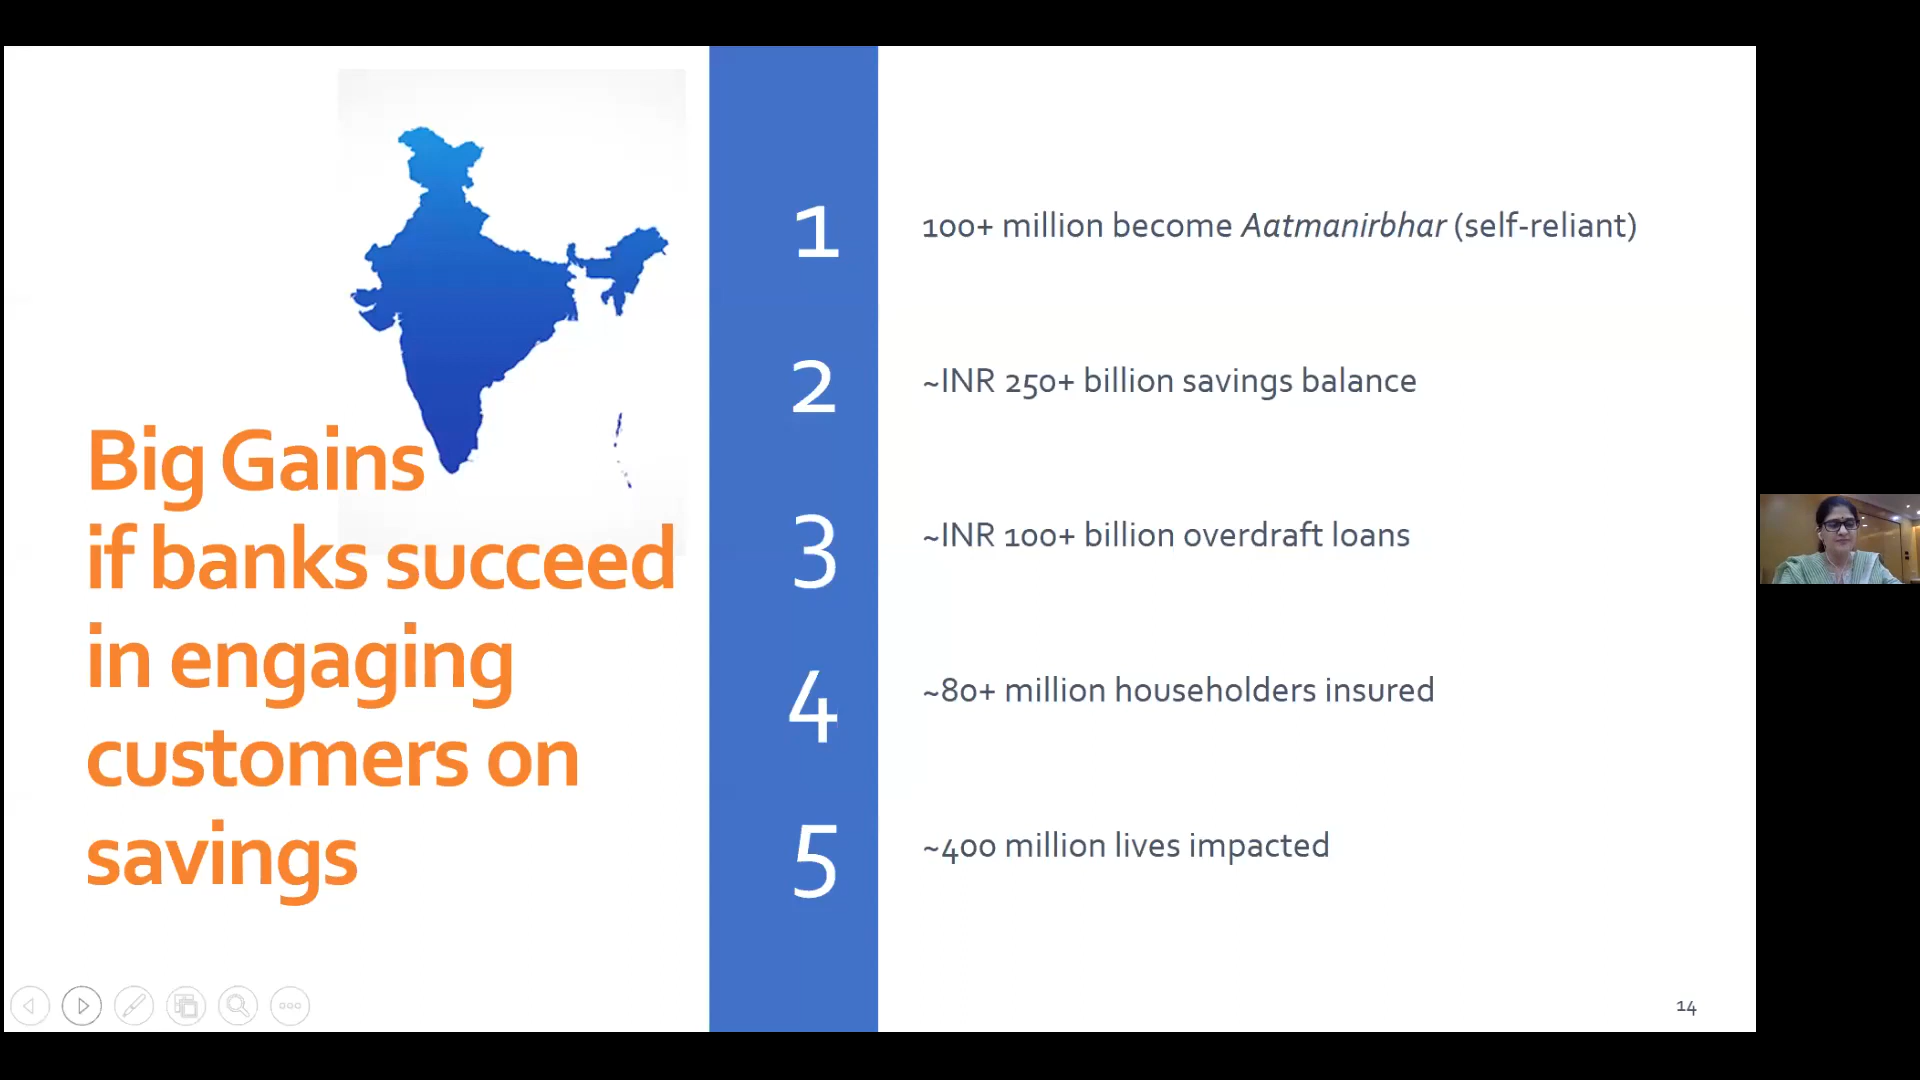 Big Gains
if banks succeed
in engaging
customers on
savings
1
100+ million become Aatmanirbhar (self-reliant)
2
~INR 250+ billion savings balance
3
~INR 100+ billion overdraft loans
4
~80+ million householders insured
5
~400 million lives impacted
14